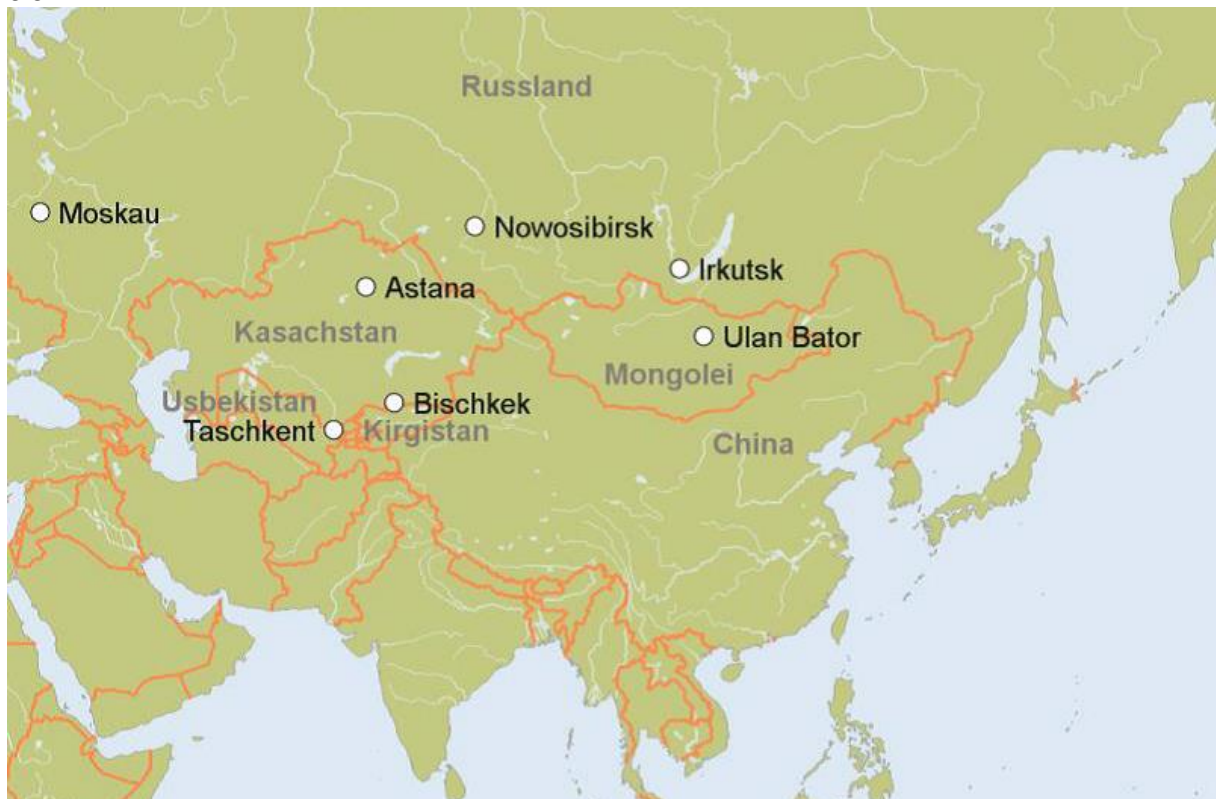 Russland
Moskau
Nowosibirsk
Irkutsk
Astana
Kasachstan
Ulan Bator
Mongolei
Usbekistan
Bischkek
Taschkent
Kirgistan
China